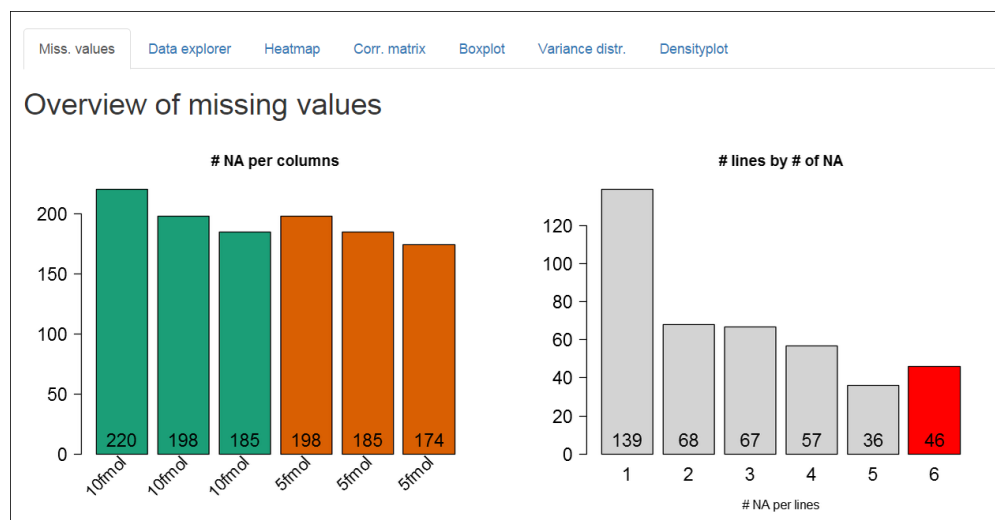 Miss. values Data explorer Heatmap Corr. matrix Boxplot Variance distr. Densityplot
Overview of missing values
# NA per columns
200
150
100
50
0
220 198 185 198 185 174
10fmol 10fmol 10fmol 5fmol 5fmol 5fmol
# lines by # of NA
120
100
80
60
40
20
0
139 68 67 57 36 46
1 2 3 4 5 6
# NA per lines